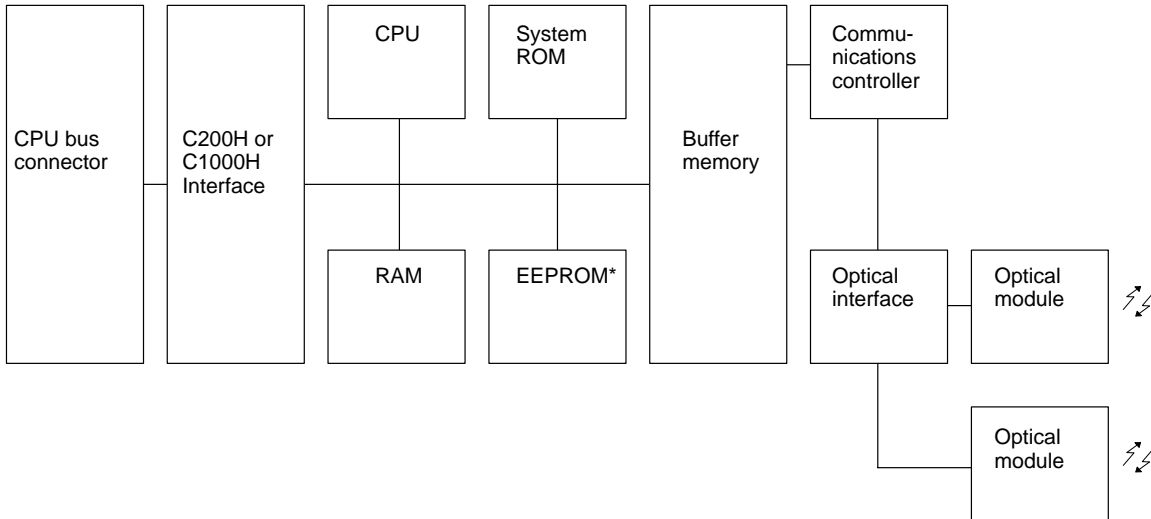 CPU bus
connector
C200H or
C1000H
Interface
CPU
System
ROM
RAM
EEPROM*
Buffer
memory
Commu-
nications
controller
Optical
interface
Optical
module
Optical
module